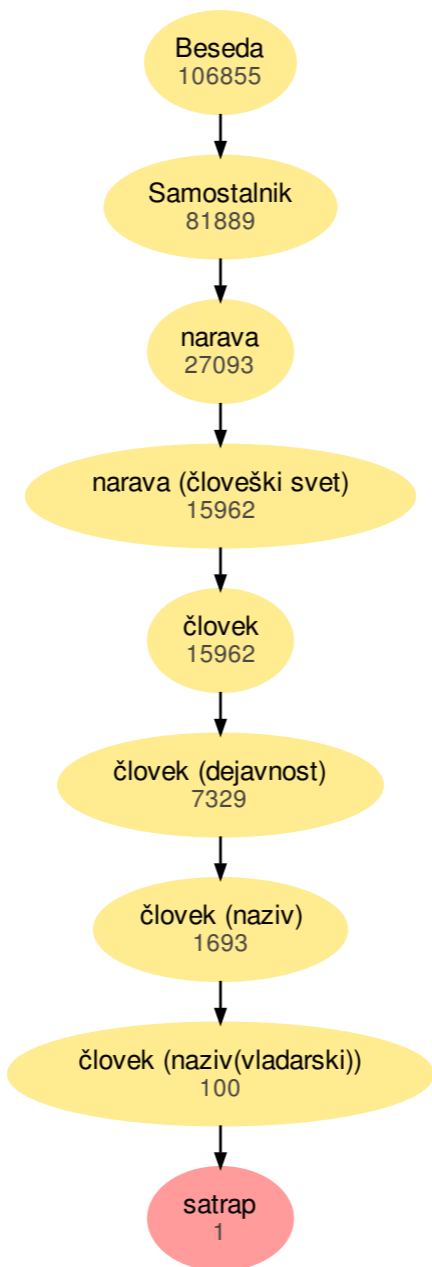 Beseda
106855
Samostalnik
81889
narava
27093
narava (človeški svet)
15962
človek
15962
človek (dejavnost)
7329
človek (naziv)
1693
človek (naziv(vladarski))
100
satrap
1